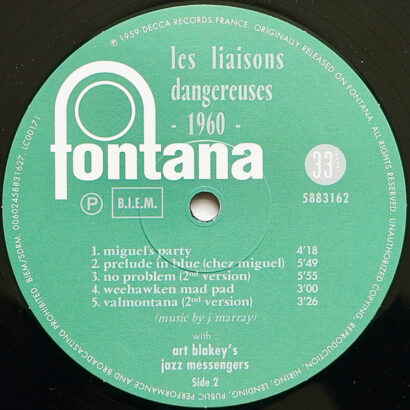 ℗ 1959 DECCA RECORDS FRANCE. ORIGINALLY RELEASED ON FONTANA. ALL RIGHTS RESERVED. UNAUTHORIZED COPYING, REPRODUCTION, HIRING, LENDING, PUBLIC PERFORMANCE AND BROADCASTING PROHIBITED. BIEM/SDRM. 00602458831627. LC00171
les liaisons
dangereuses
- 1960 -
fontana
33⅓
P
B.I.E.M.
5883162
1. miguel's party 4'18
2. prelude in blue (chez miguel) 5'49
3. no problem (2nd version) 5'55
4. weehawken mad pad 3'00
5. valmontana (2nd version) 3'26
(music by j. marray)
with:
art blakey's
jazz messengers
Side 2